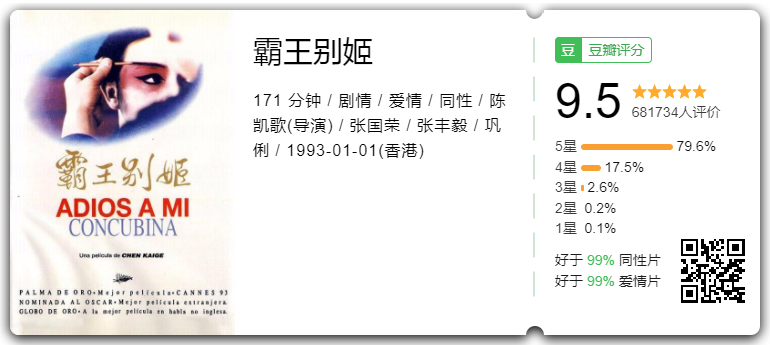 霸王别姬
ADIOS A MI
CONCUBINA
Una película de CHEN KAIGE
PALMA DE ORO•Mejor película•CANNES 93
NOMINADA AL OSCAR•Mejor película extranjera.
GLOBO DE ORO•A la mejor película en habla no inglesa.
霸王别姬
171 分钟 / 剧情 / 爱情 / 同性 / 陈
凯歌(导演) / 张国荣 / 张丰毅 / 巩
俐 / 1993-01-01(香港)
豆 豆瓣评分
9.5
681734人评价
5星 79.6%
4星 17.5%
3星 2.6%
2星 0.2%
1星 0.1%
好于 99% 同性片
好于 99% 爱情片